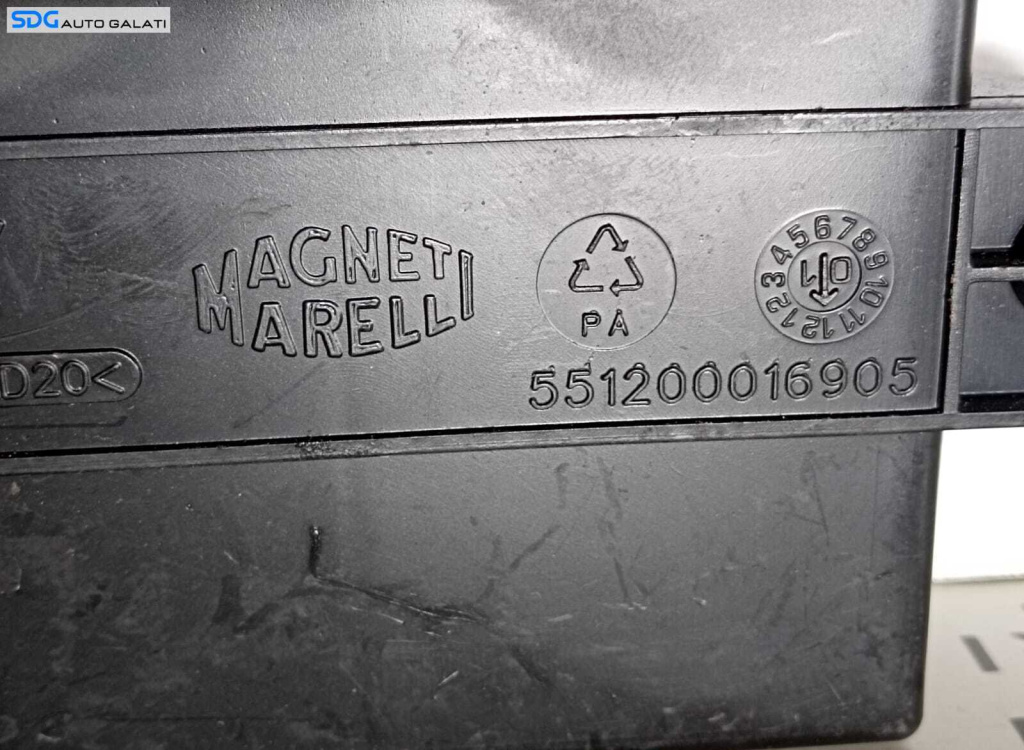 SDG AUTO GALATI
MAGNETI
MARELLI
PA
1 2 3 4 5 6 7 8 9 10 11 12
01
D20<
551200016905